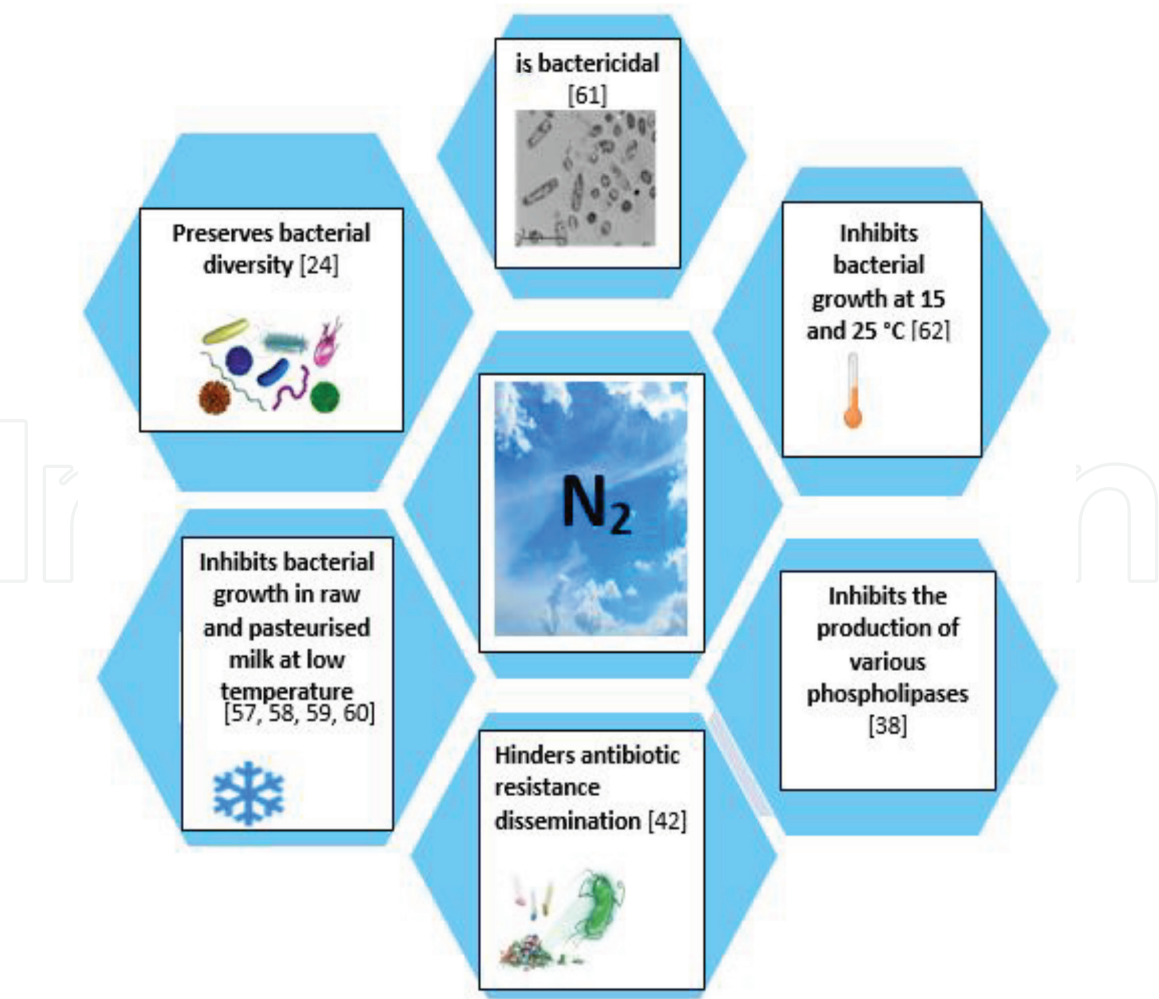 is bactericidal
[61]
Preserves bacterial
diversity [24]
Inhibits
bacterial
growth at 15
and 25 °C [62]
N₂
Inhibits bacterial
growth in raw
and pasteurised
milk at low
temperature
[57, 58, 59, 60]
Inhibits the
production of
various
phospholipases
[38]
Hinders antibiotic
resistance
dissemination [42]